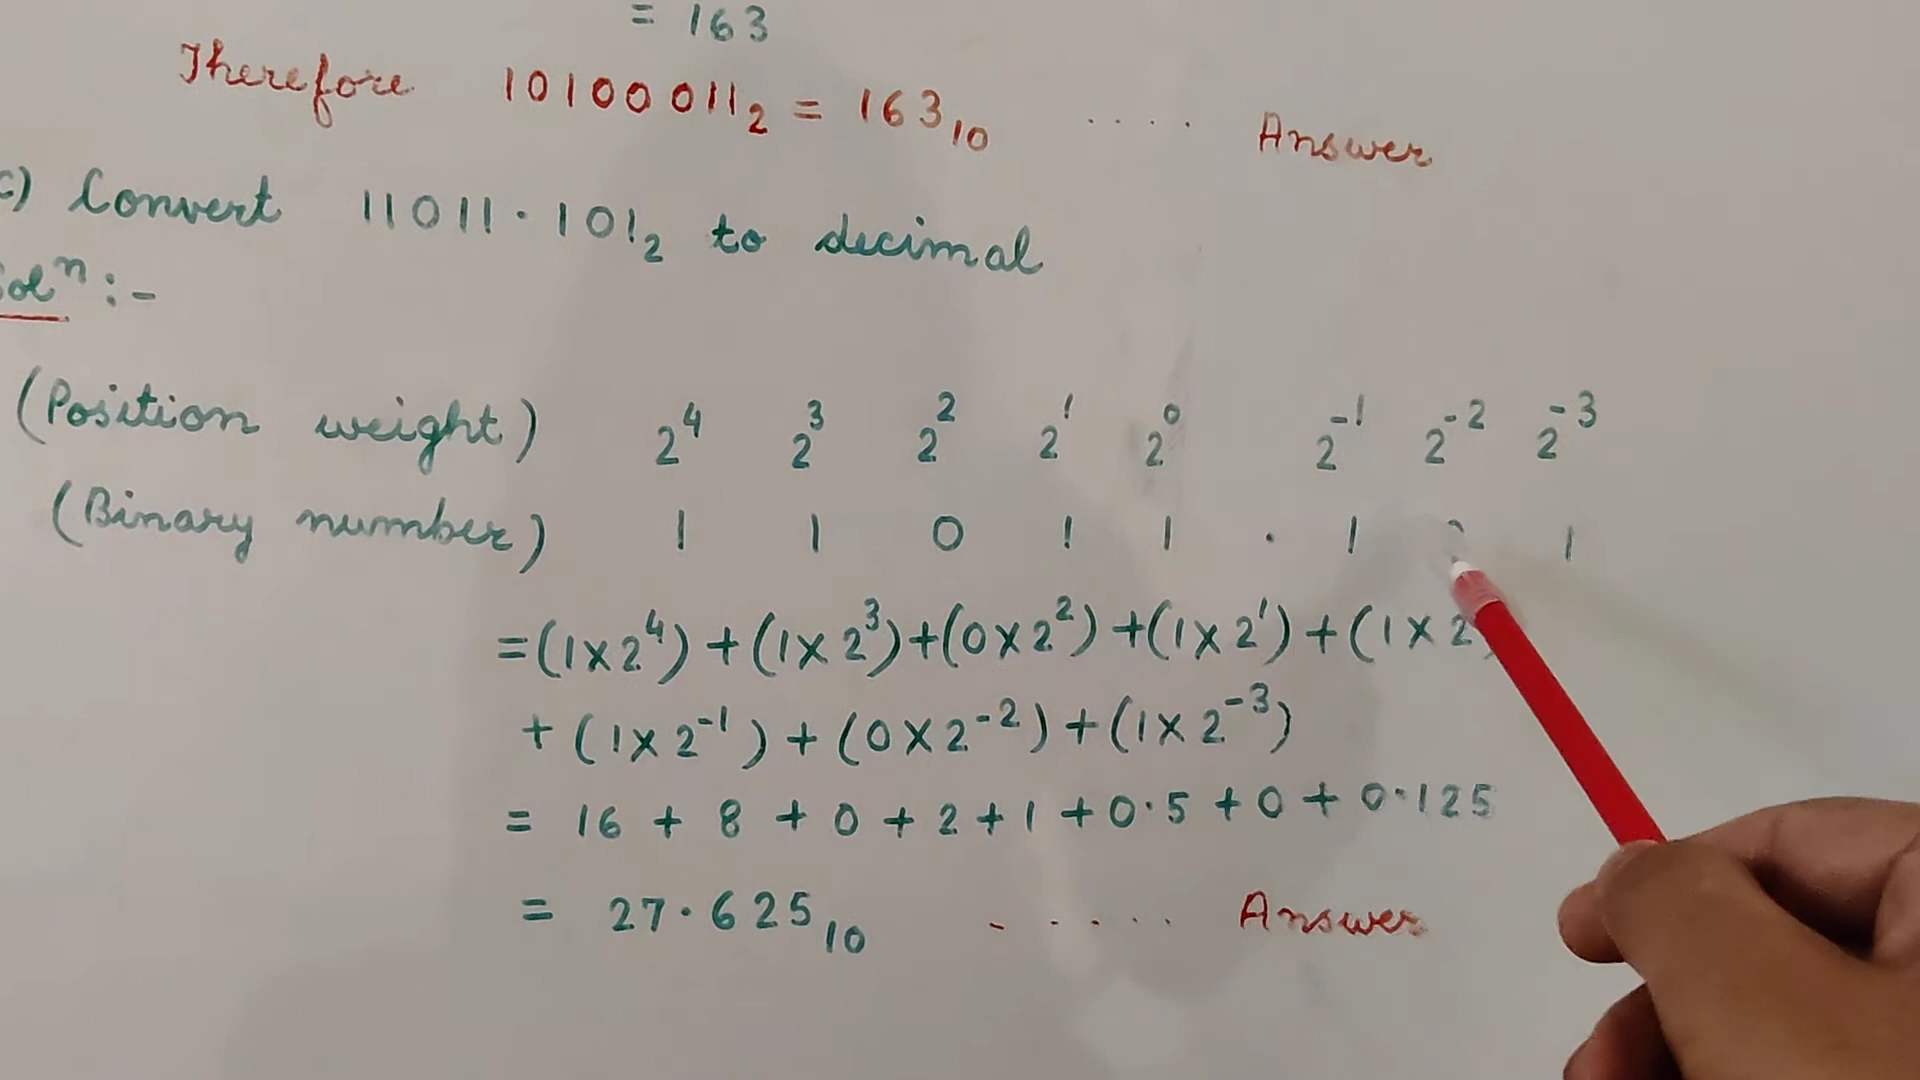 = 163
Therefore 10100011₂ = 163₁₀ .... Answer
c) Convert 11011.101₂ to decimal
Solⁿ :-
(Position weight) 2⁴ 2³ 2² 2¹ 2⁰ 2⁻¹ 2⁻² 2⁻³
(Binary number) 1 1 0 1 1 . 1 1
= (1×2⁴) + (1×2³) + (0×2²) + (1×2¹) + (1×2
+ (1×2⁻¹) + (0×2⁻²) + (1×2⁻³)
= 16 + 8 + 0 + 2 + 1 + 0.5 + 0 + 0.125
= 27.625₁₀ ..... Answer